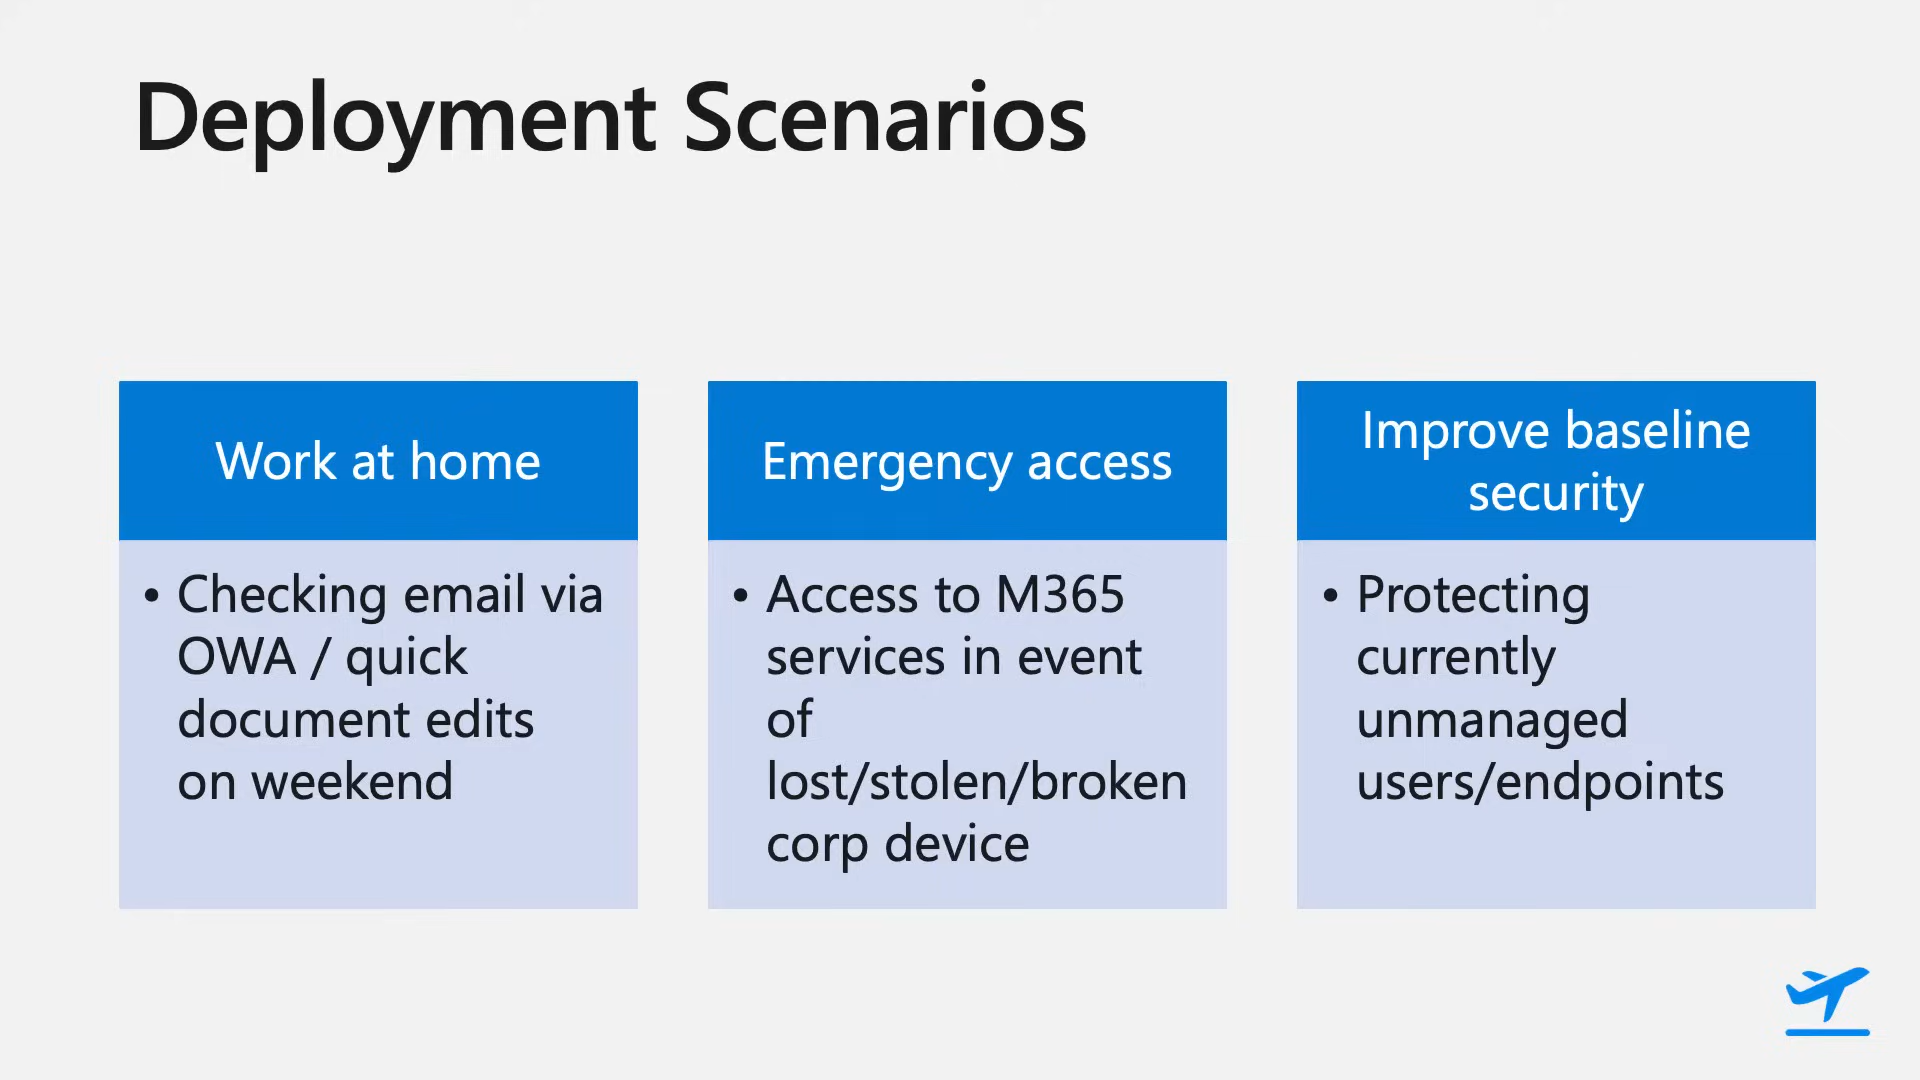 Deployment Scenarios
Work at home
• Checking email via
OWA / quick
document edits
on weekend
Emergency access
• Access to M365
services in event
of
lost/stolen/broken
corp device
Improve baseline
security
• Protecting
currently
unmanaged
users/endpoints